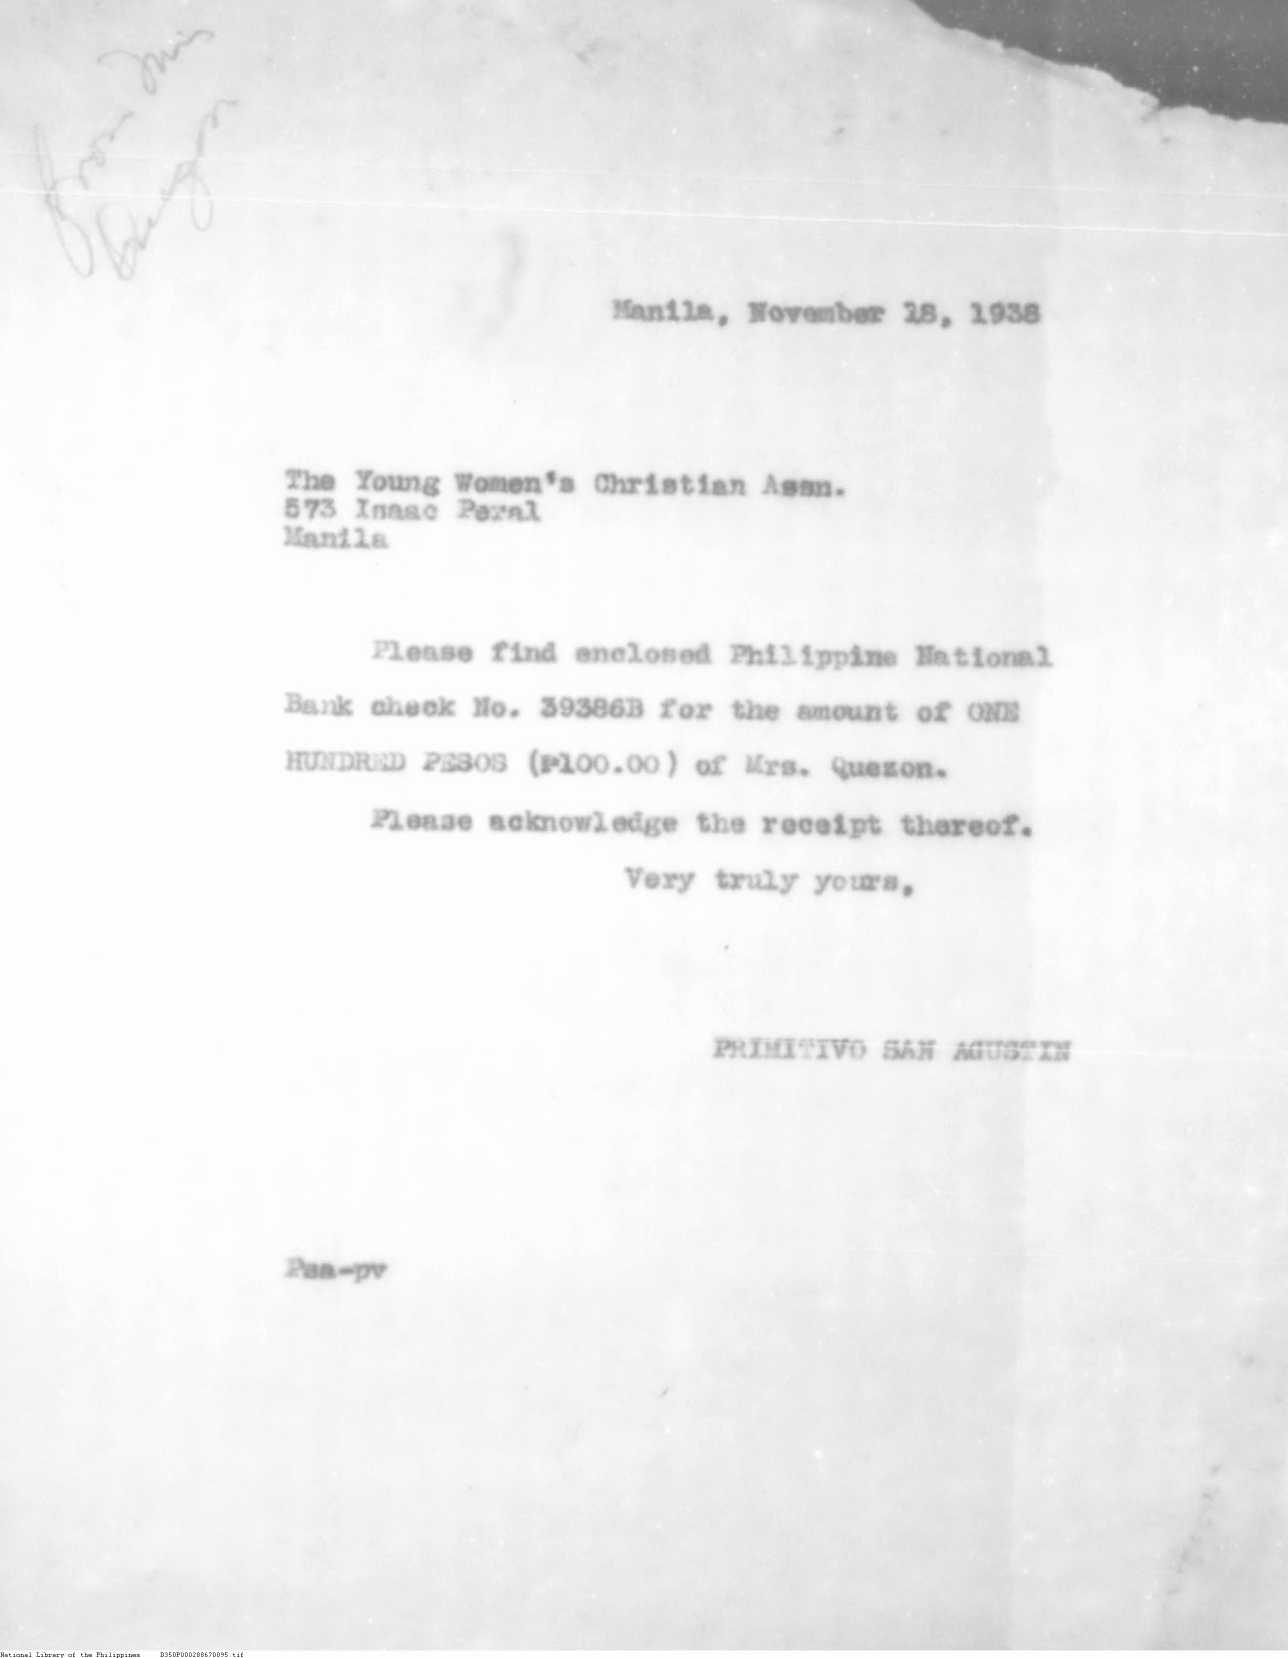 from Mrs
Quezon
Manila, November 18, 1938
The Young Women's Christian Assn.
573 Isaac Peral
Manila
Please find enclosed Philippine National
Bank check No. 39386B for the amount of ONE
HUNDRED PESOS (₱100.00) of Mrs. Quezon.
Please acknowledge the receipt thereof.
Very truly yours,
PRIMITIVO SAN AGUSTIN
Psa-pv
National Library of the Philippines D350P000288670895.tif